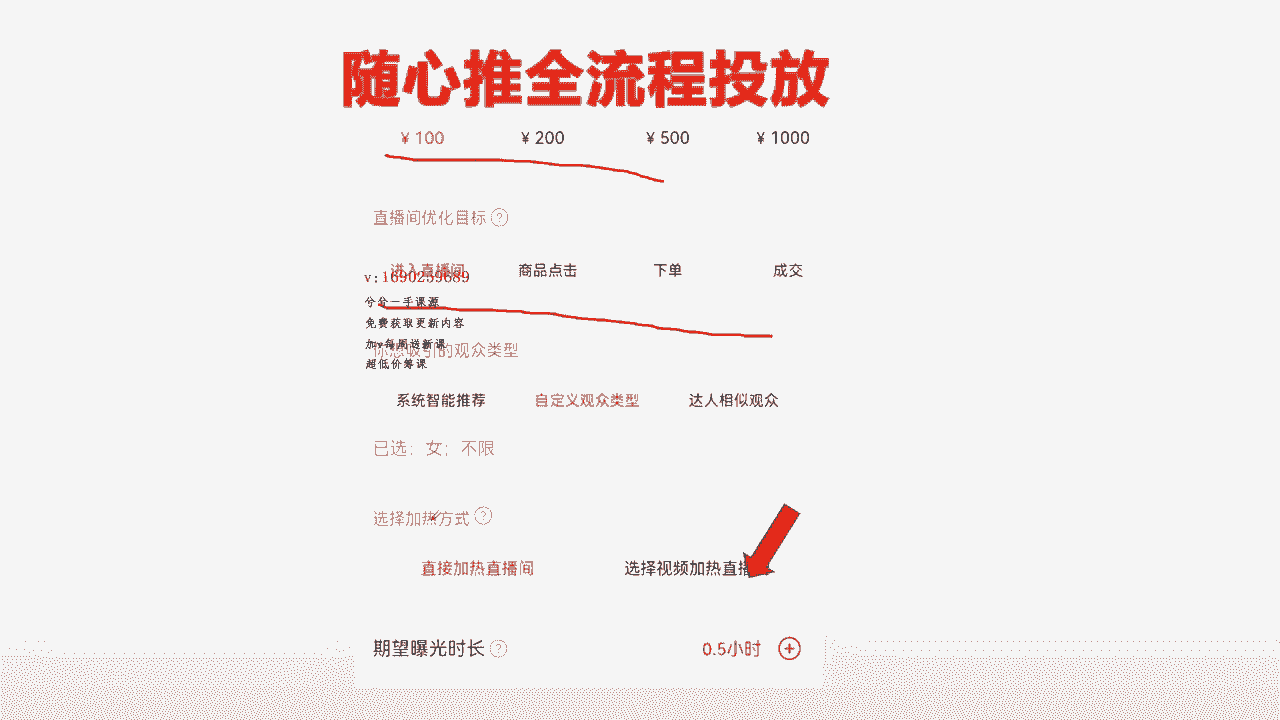 随心推全流程投放
¥ 100 ¥ 200 ¥ 500 ¥ 1000
直播间优化目标 ?
进入直播间 商品点击 下单 成交
v:1690259689
兮兮一手课源
免费获取更新内容
加v每周送新课
你想吸引的观众类型
超低价筹课
系统智能推荐 自定义观众类型 达人相似观众
已选：女；不限
选择加热方式 ?
直接加热直播间 选择视频加热直播
期望曝光时长 ? 0.5小时 +